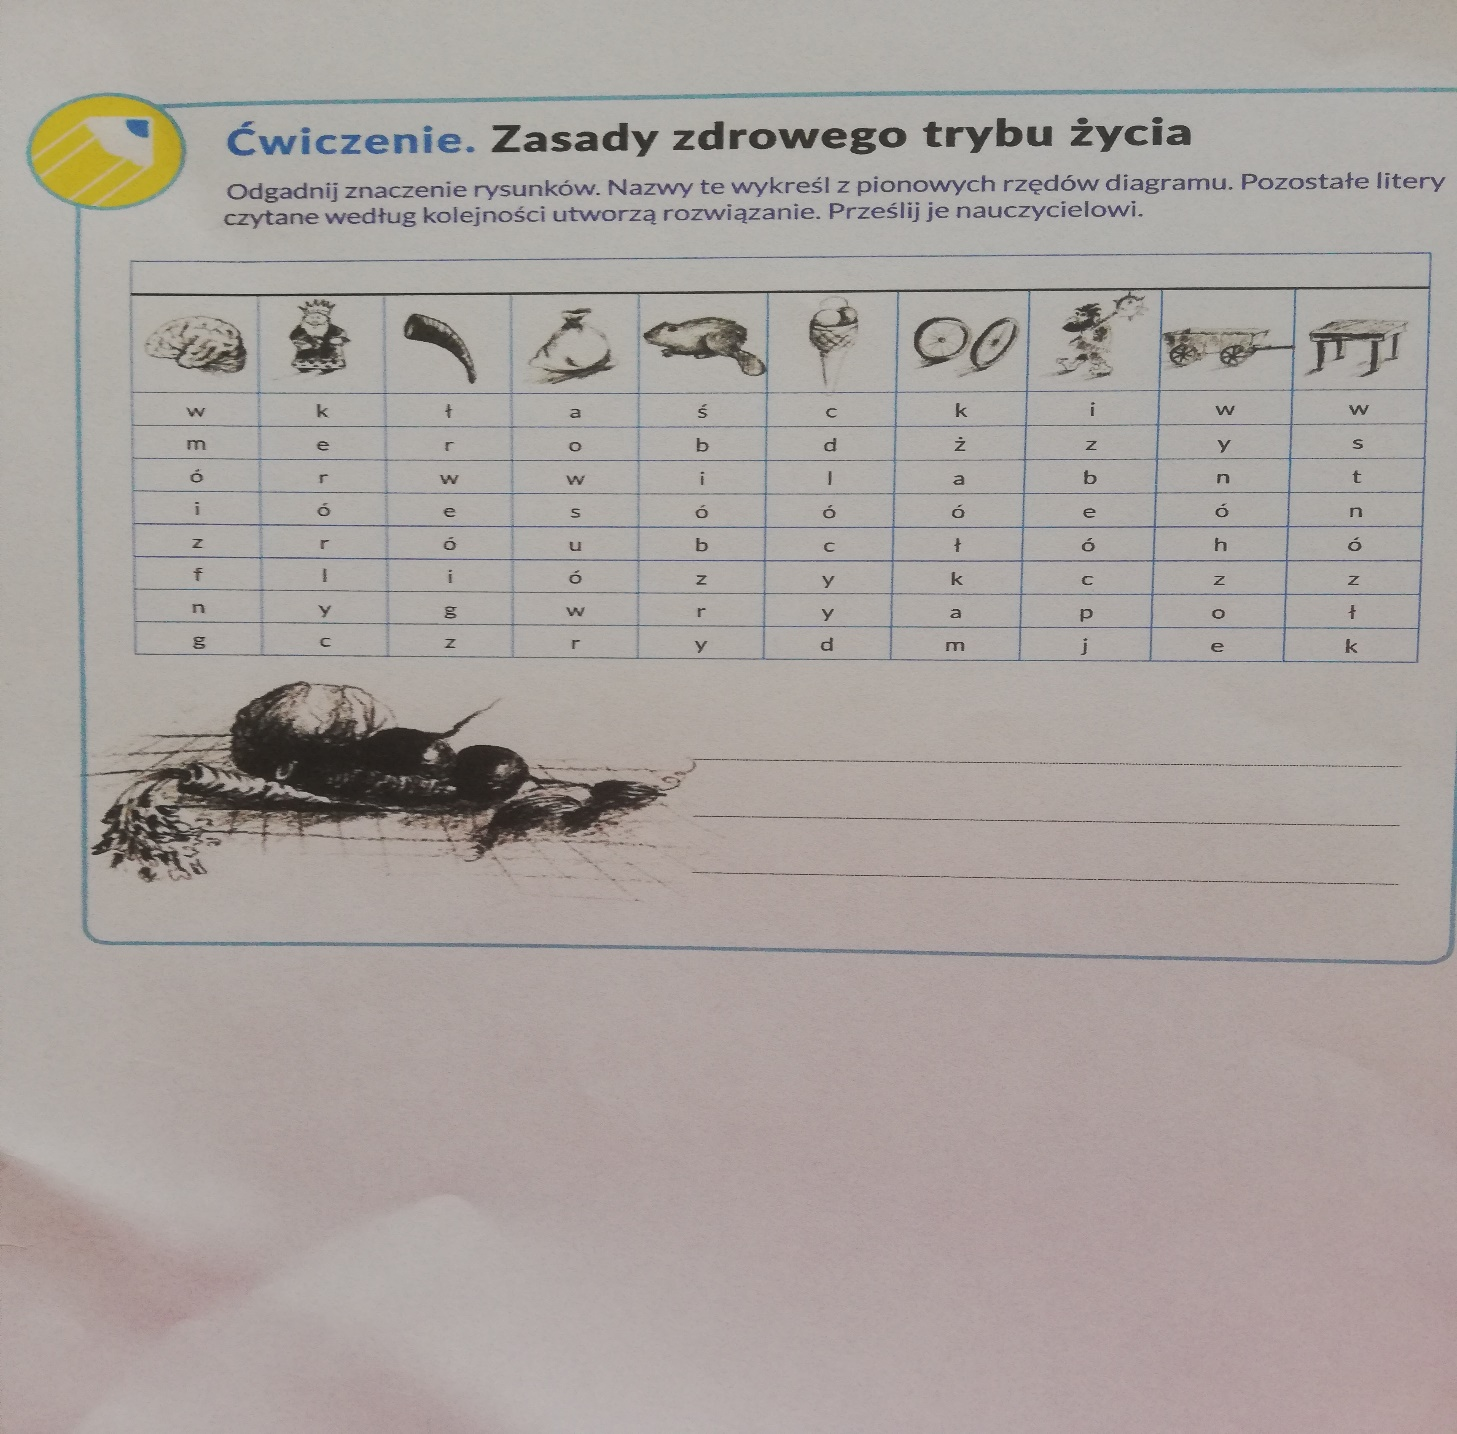 Ćwiczenie. Zasady zdrowego trybu życia
Odgadnij znaczenie rysunków. Nazwy te wykreśl z pionowych rzędów diagramu. Pozostałe litery
czytane według kolejności utworzą rozwiązanie. Prześlij je nauczycielowi.
w k ł a ś c k i w w
m e r o b d ż z y s
ó r w w i l a b n t
i ó e s ó ó ó e ó n
z r ó u b c ł ó h ó
f l i ó z y k c z z
n y g w r y a p o ł
g c z r y d m j e k